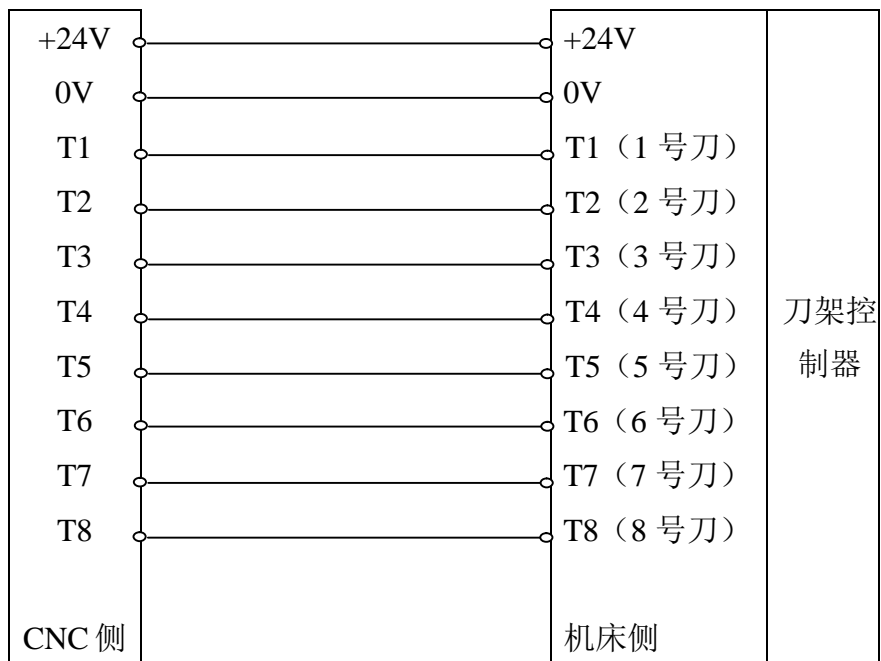 +24V +24V
0V 0V
T1 T1（1 号刀）
T2 T2（2 号刀）
T3 T3（3 号刀）
T4 T4（4 号刀）
T5 T5（5 号刀）
T6 T6（6 号刀）
T7 T7（7 号刀）
T8 T8（8 号刀）
刀架控
制器
CNC 侧 机床侧